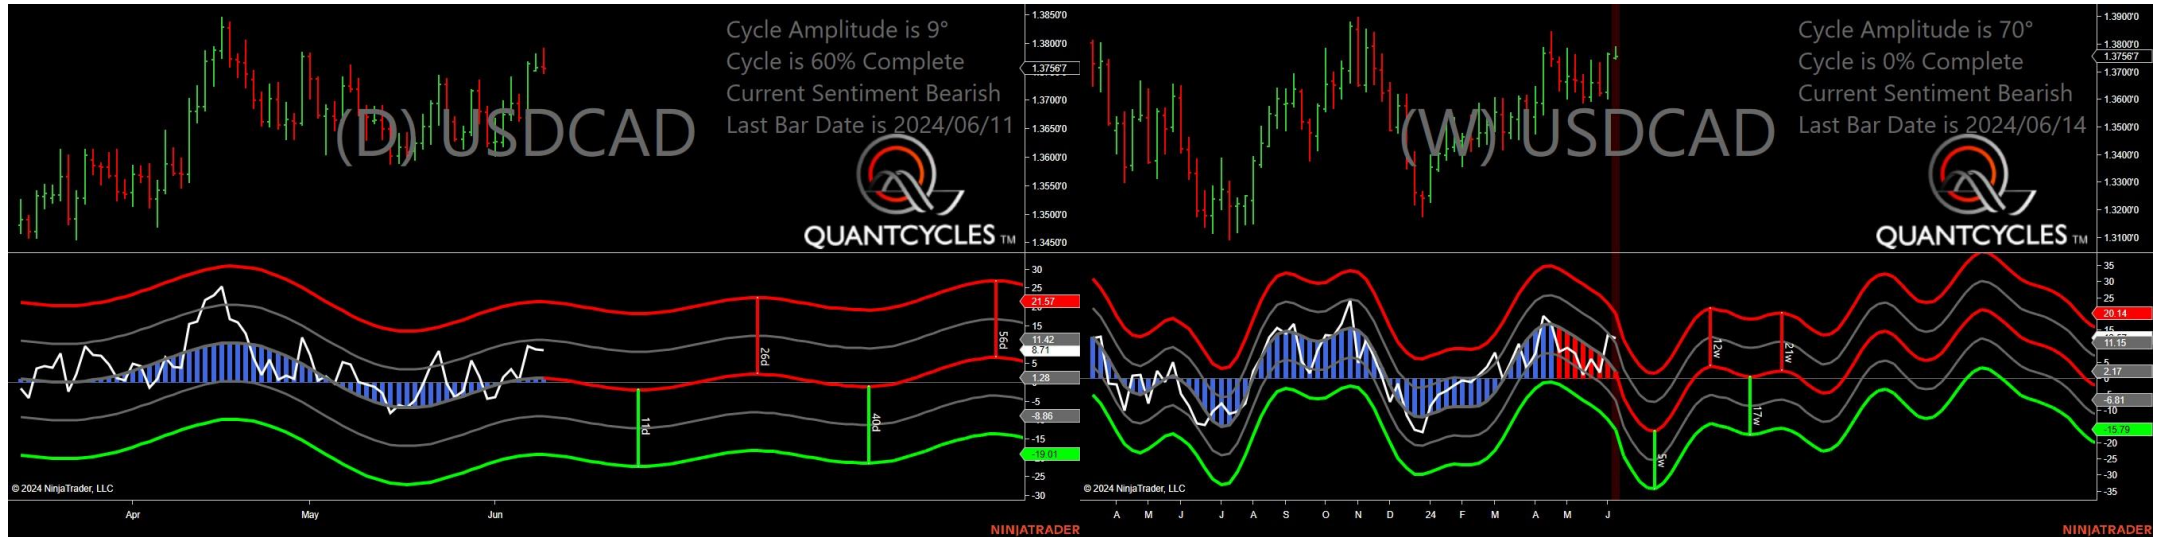 Cycle Amplitude is 9°
Cycle is 60% Complete
Current Sentiment Bearish
Last Bar Date is 2024/06/11
(D) USDCAD
QUANTCYCLES TM
1.3850'0
1.3800'0
1.3756'7
1.3700'0
1.3650'0
1.3600'0
1.3550'0
1.3500'0
1.3450'0
30
25
21.57
15
11.42
8.71
5
1.28
-5
-8.86
-15
-19.01
-25
-30
11d
26d
40d
56d
© 2024 NinjaTrader, LLC
Apr
May
Jun
NINJATRADER
Cycle Amplitude is 70°
Cycle is 0% Complete
Current Sentiment Bearish
Last Bar Date is 2024/06/14
(W) USDCAD
QUANTCYCLES TM
1.3900'0
1.3800'0
1.3756'7
1.3700'0
1.3600'0
1.3500'0
1.3400'0
1.3300'0
1.3200'0
1.3100'0
35
30
25
20.14
15
11.15
5
2.17
-6.81
-10
-15.79
-20
-25
-30
-35
5w
12w
17w
21w
© 2024 NinjaTrader, LLC
A M J J A S O N D 24 F M A M J
NINJATRADER